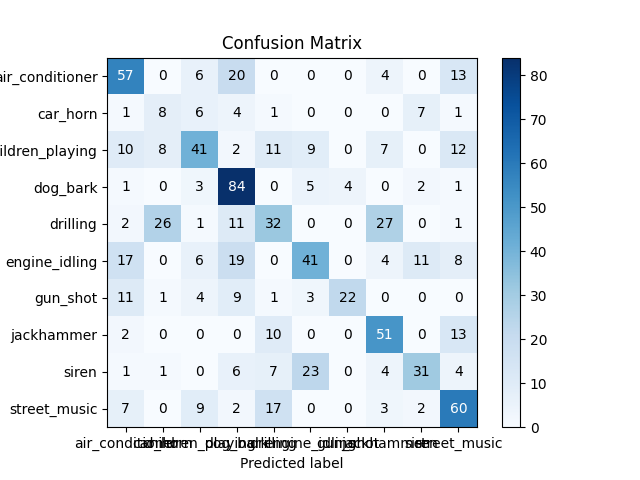 Confusion Matrix
air_conditioner 57 0 6 20 0 0 0 4 0 13
car_horn 1 8 6 4 1 0 0 0 7 1
ildren_playing 10 8 41 2 11 9 0 7 0 12
dog_bark 1 0 3 84 0 5 4 0 2 1
drilling 2 26 1 11 32 0 0 27 0 1
engine_idling 17 0 6 19 0 41 0 4 11 8
gun_shot 11 1 4 9 1 3 22 0 0 0
jackhammer 2 0 0 0 10 0 0 51 0 13
siren 1 1 0 6 7 23 0 4 31 4
street_music 7 0 9 2 17 0 0 3 2 60
street_music
Predicted label
80
70
60
50
40
30
20
10
0